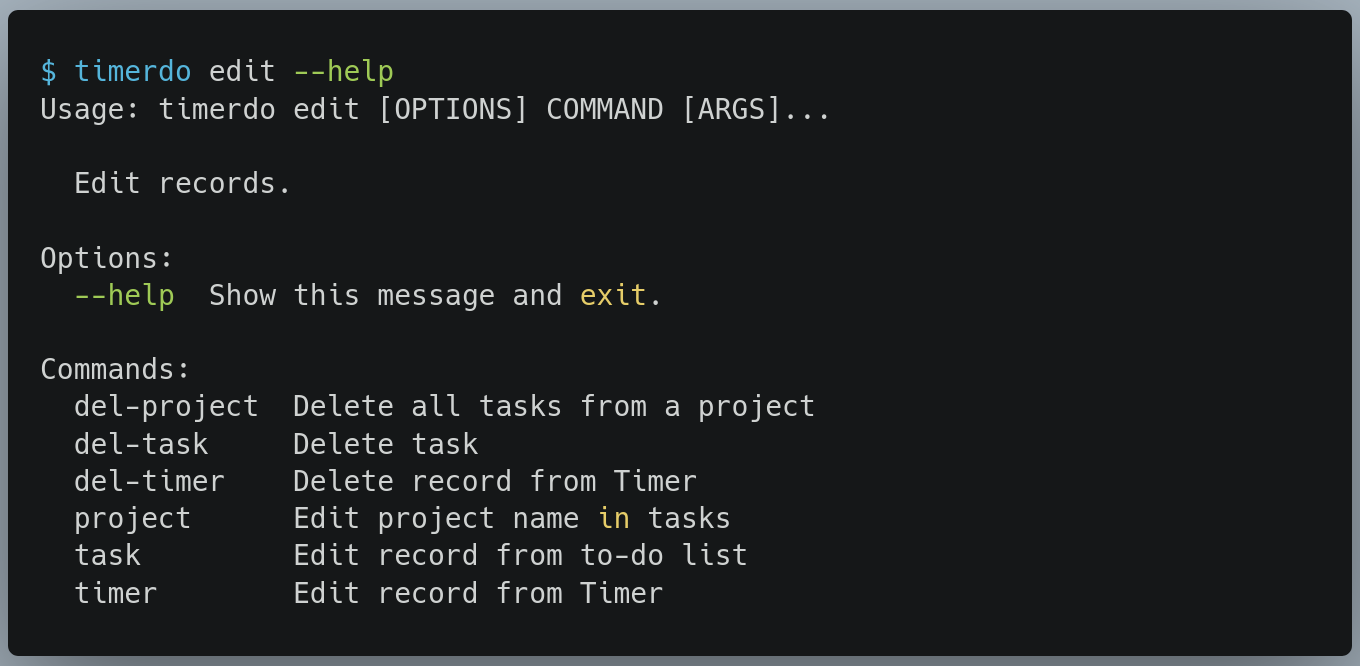 $ timerdo edit --help
Usage: timerdo edit [OPTIONS] COMMAND [ARGS]...
Edit records.
Options:
--help  Show this message and exit.
Commands:
del-project  Delete all tasks from a project
del-task     Delete task
del-timer    Delete record from Timer
project      Edit project name in tasks
task         Edit record from to-do list
timer        Edit record from Timer